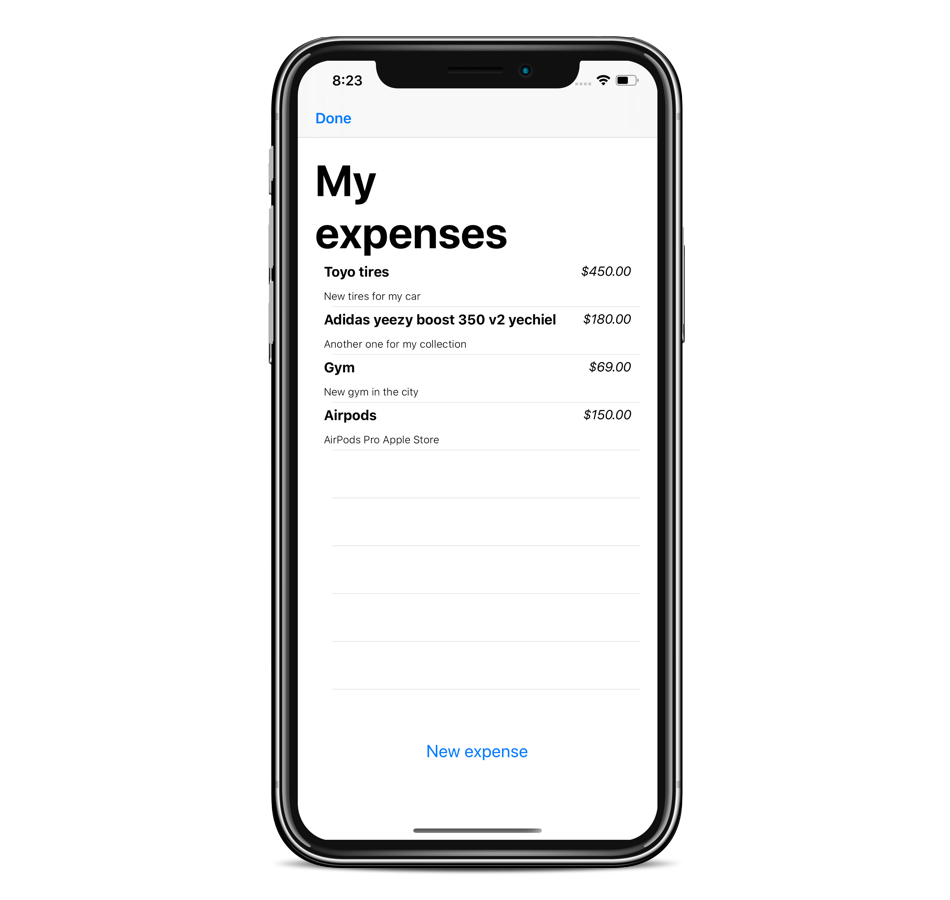 8:23
Done
My
expenses
Toyo tires $450.00
New tires for my car
Adidas yeezy boost 350 v2 yechiel $180.00
Another one for my collection
Gym $69.00
New gym in the city
Airpods $150.00
AirPods Pro Apple Store
New expense